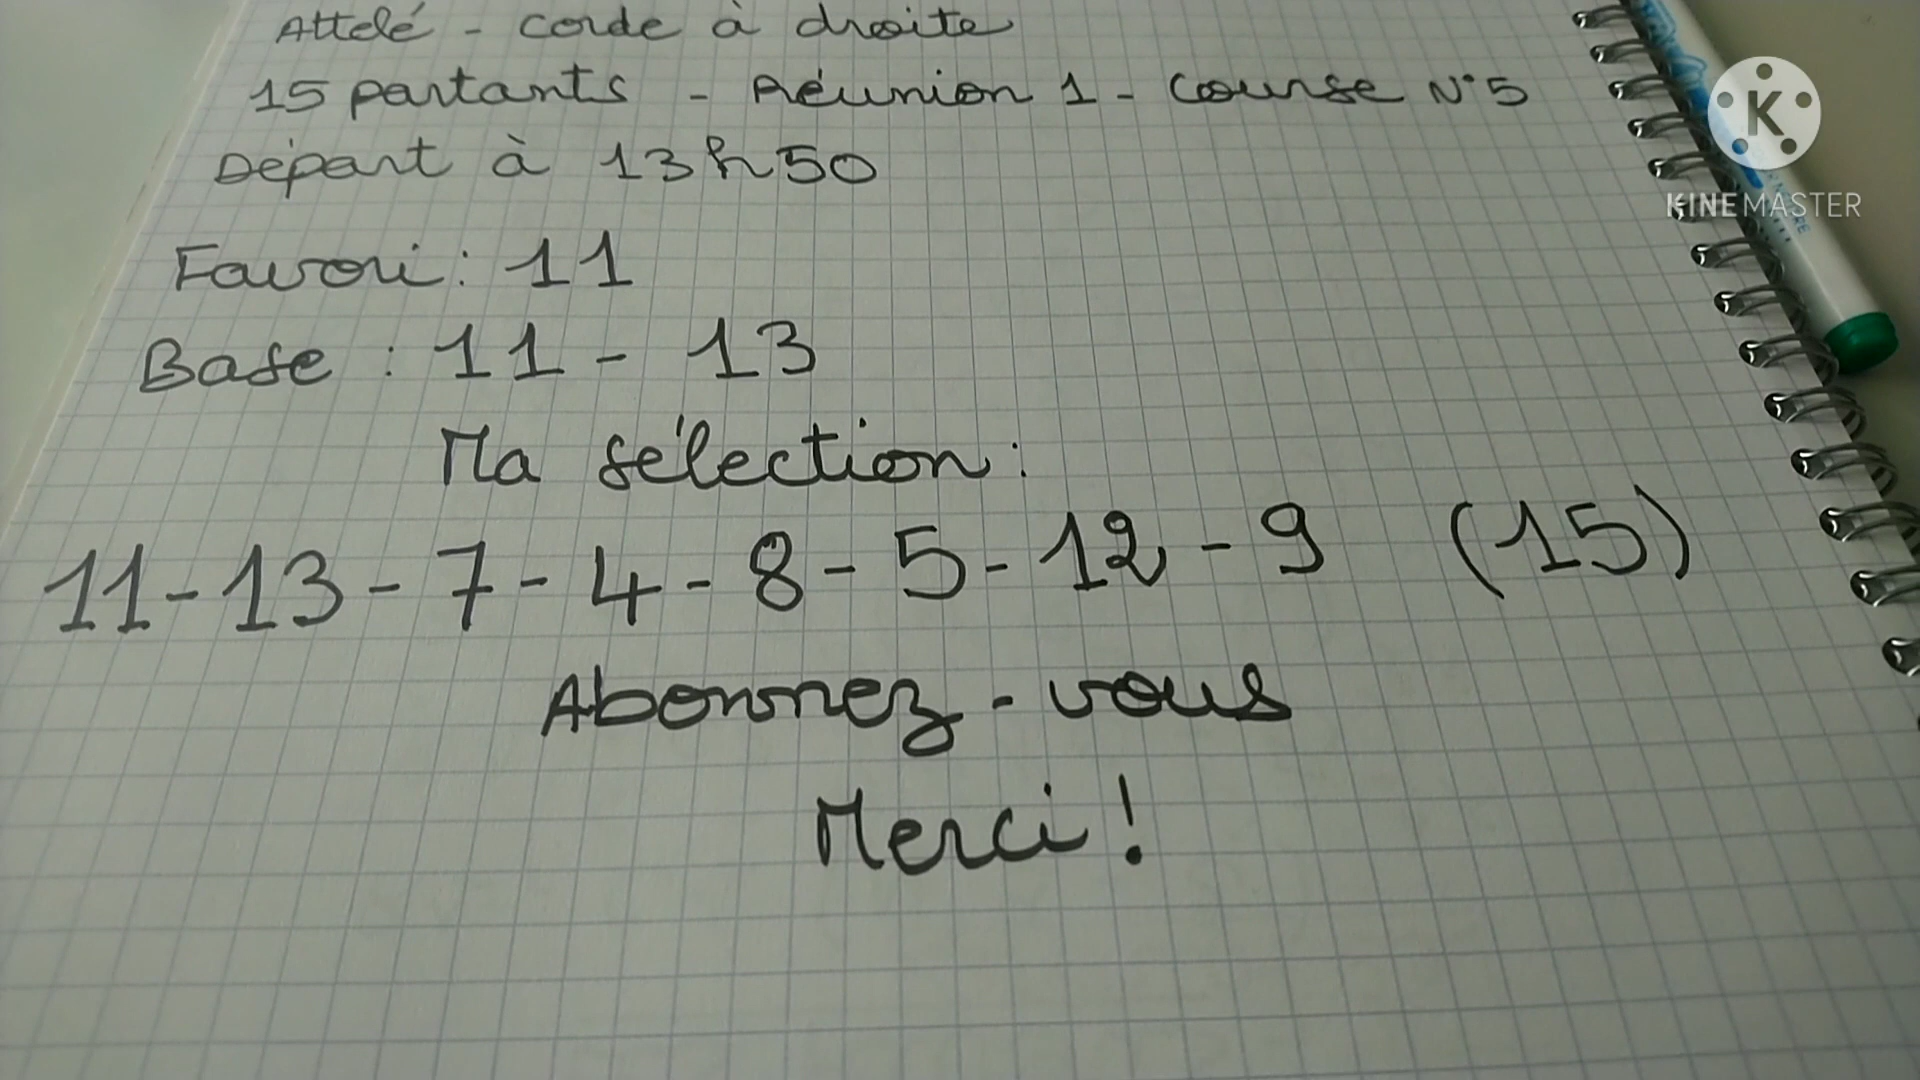 Attelé - corde à droite
15 partants - Réunion 1 - Course N°5
Départ à 13h50
Favori : 11
Base : 11 - 13
Ma sélection :
11 - 13 - 7 - 4 - 8 - 5 - 12 - 9 (15)
Abonnez-vous
Merci !
K
KINEMASTER